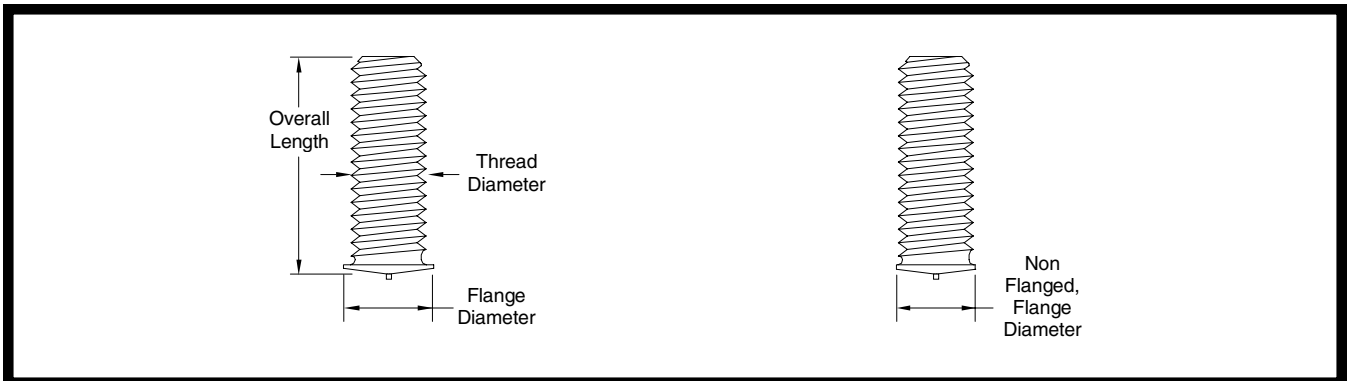 Overall
Length
Thread
Diameter
Flange
Diameter
Non
Flanged,
Flange
Diameter